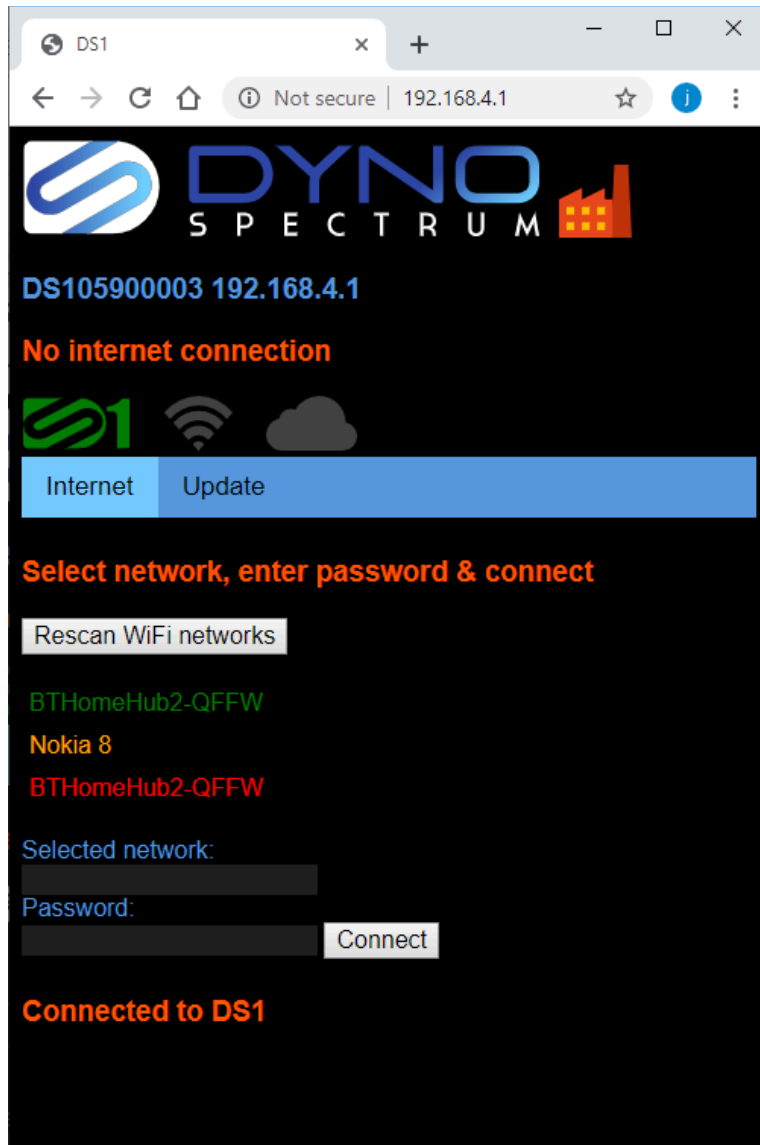 DS1
Not secure | 192.168.4.1
j
DYNO
SPECTRUM
DS105900003 192.168.4.1
No internet connection
S1
Internet Update
Select network, enter password & connect
Rescan WiFi networks
BTHomeHub2-QFFW
Nokia 8
BTHomeHub2-QFFW
Selected network:
Password:
Connect
Connected to DS1